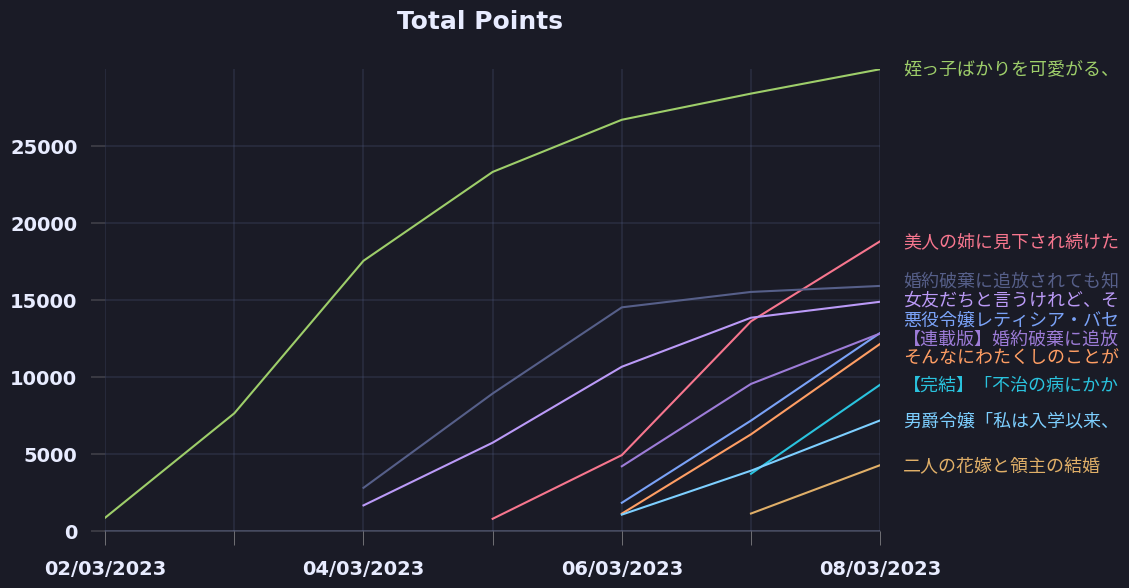 Total Points
姪っ子ばかりを可愛がる、
25000
20000
美人の姉に見下され続けた
婚約破棄に追放されても知
15000
女友だちと言うけれど、そ
悪役令嬢レティシア・バセ
【連載版】婚約破棄に追放
そんなにわたくしのことが
10000
【完結】「不治の病にかか
男爵令嬢「私は入学以来、
5000
二人の花嫁と領主の結婚
0
02/03/2023 04/03/2023 06/03/2023 08/03/2023